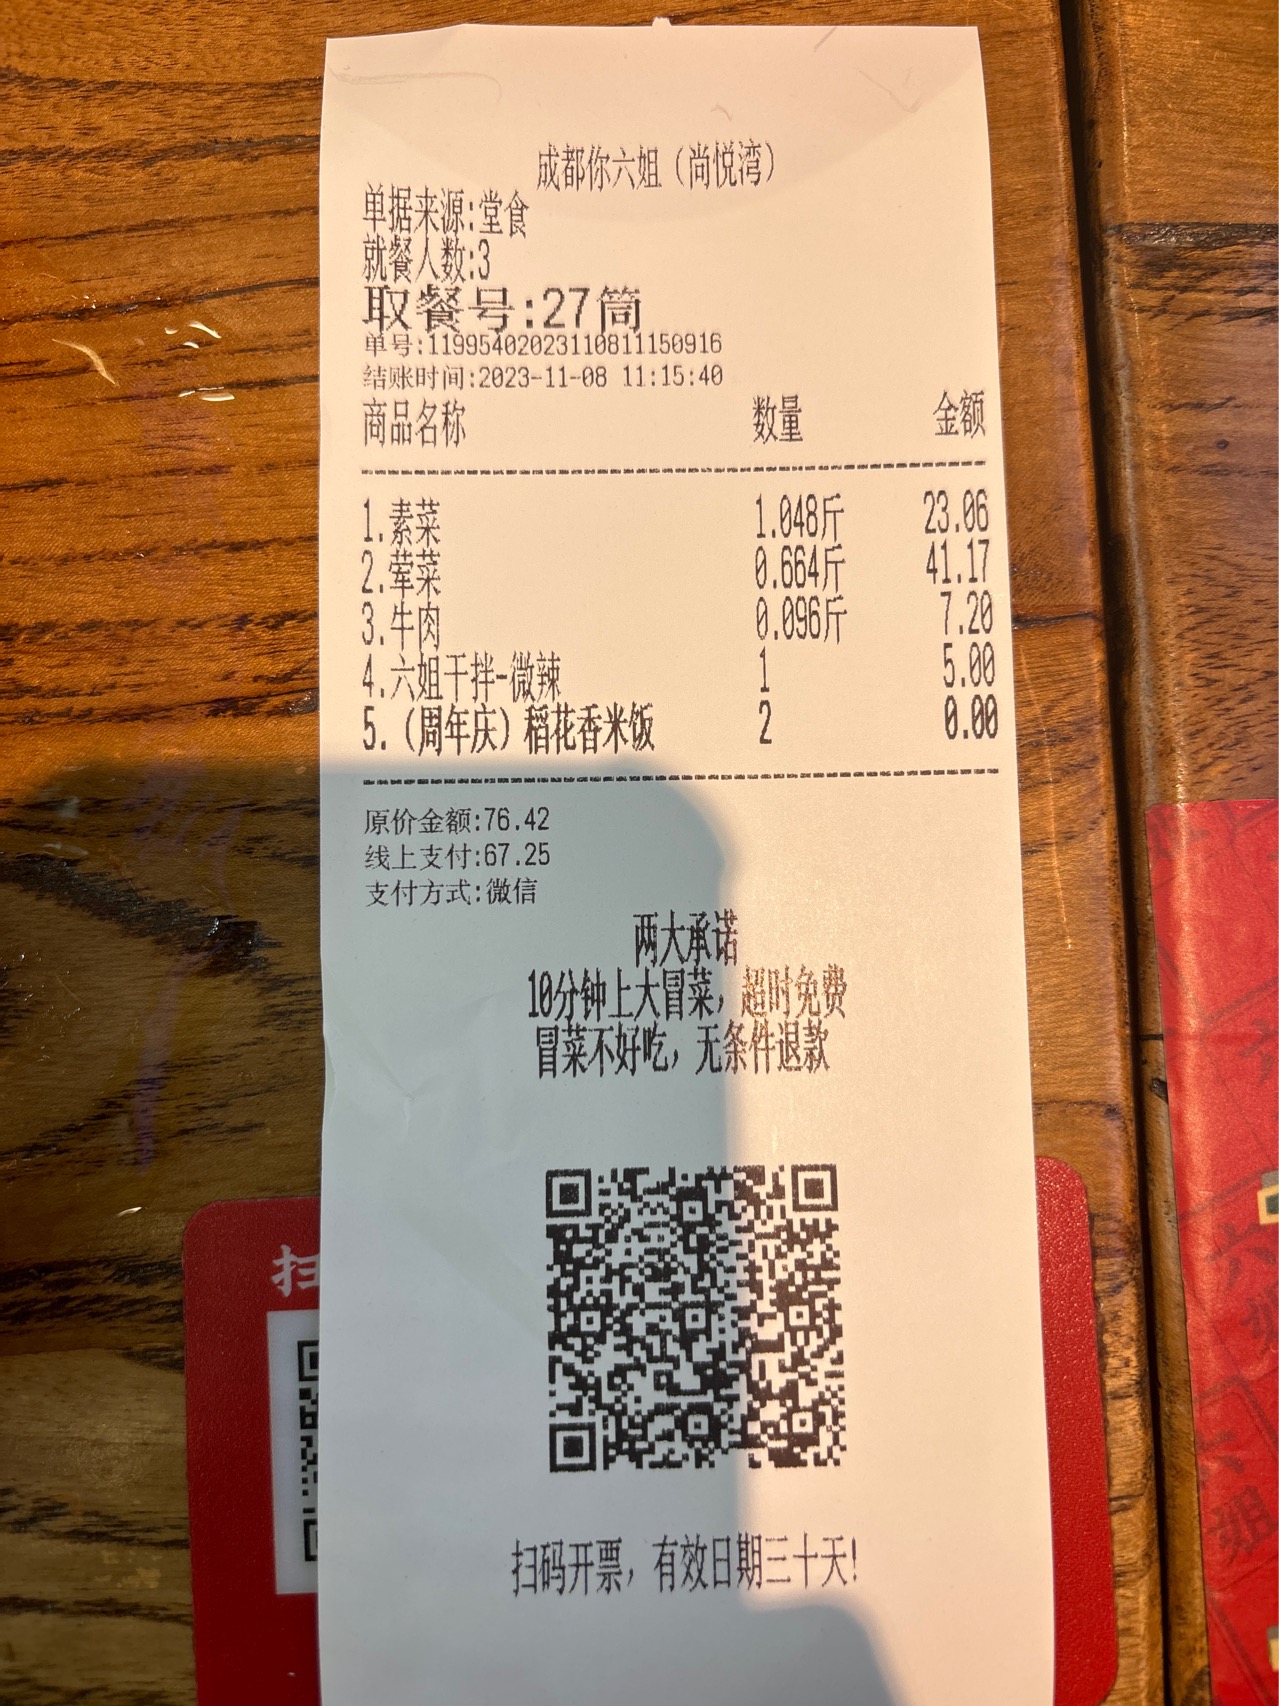 成都你六姐（尚悦湾）
单据来源:堂食
就餐人数:3
取餐号:27筒
单号:11995402023110811150916
结账时间:2023-11-08 11:15:40
商品名称 数量 金额
1.素菜 1.048斤 23.06
2.荤菜 0.664斤 41.17
3.牛肉 0.096斤 7.20
4.六姐干拌-微辣 1 5.00
5.（周年庆）稻花香米饭 2 0.00
原价金额:76.42
线上支付:67.25
支付方式:微信
两大承诺
10分钟上大冒菜，超时免费
冒菜不好吃，无条件退款
扫码开票，有效日期三十天!
扫
六
姐
六
姐